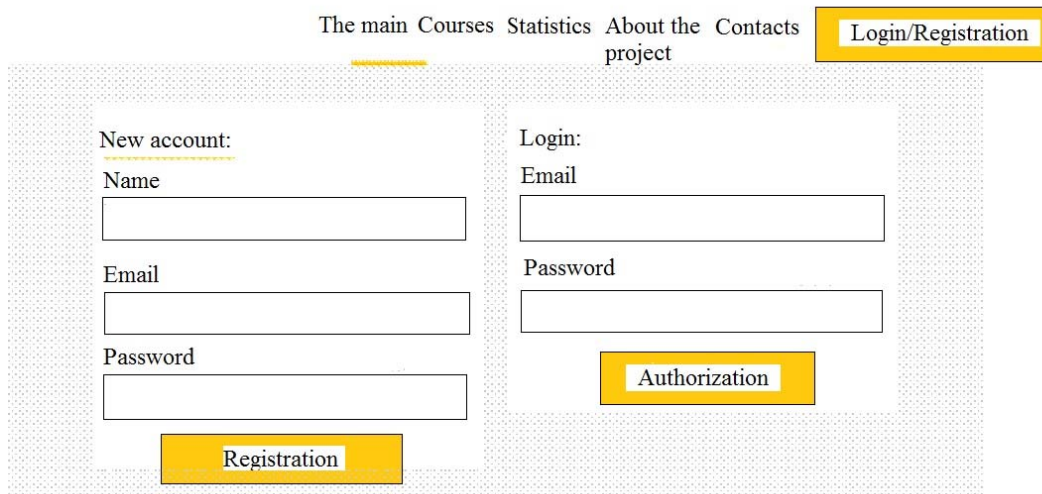 The main Courses Statistics About the project Contacts Login/Registration
New account:
Name
Email
Password
Registration
Login:
Email
Password
Authorization